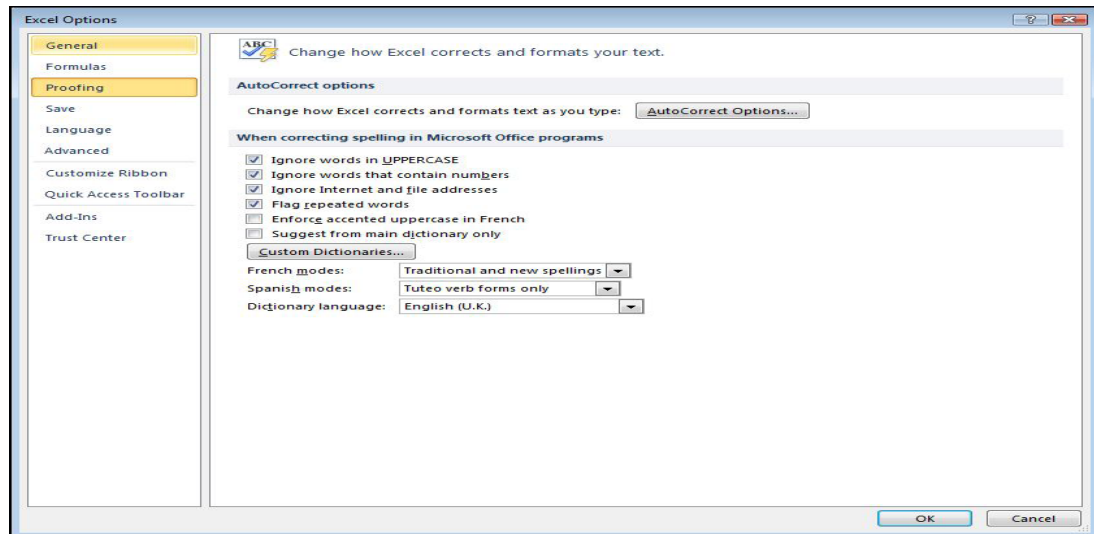 Excel Options
General
Formulas
Proofing
Save
Language
Advanced
Customize Ribbon
Quick Access Toolbar
Add-Ins
Trust Center
ABC
Change how Excel corrects and formats your text.
AutoCorrect options
Change how Excel corrects and formats text as you type: AutoCorrect Options...
When correcting spelling in Microsoft Office programs
Ignore words in UPPERCASE
Ignore words that contain numbers
Ignore Internet and file addresses
Flag repeated words
Enforce accented uppercase in French
Suggest from main dictionary only
Custom Dictionaries...
French modes: Traditional and new spellings
Spanish modes: Tuteo verb forms only
Dictionary language: English (U.K.)
OK Cancel